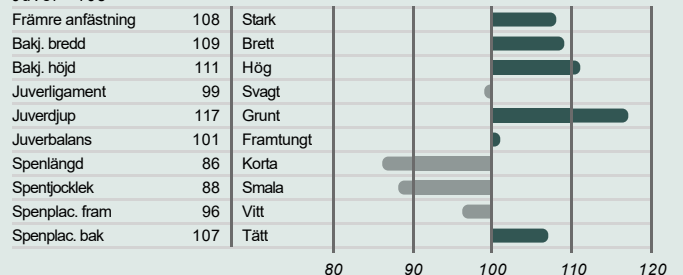 Främre anfästning 108 Stark
Bakj. bredd 109 Brett
Bakj. höjd 111 Hög
Juverligament 99 Svagt
Juverdjup 117 Grunt
Juverbalans 101 Framtungt
Spenlängd 86 Korta
Spentjocklek 88 Smala
Spenplac. fram 96 Vitt
Spenplac. bak 107 Tätt
80 90 100 110 120